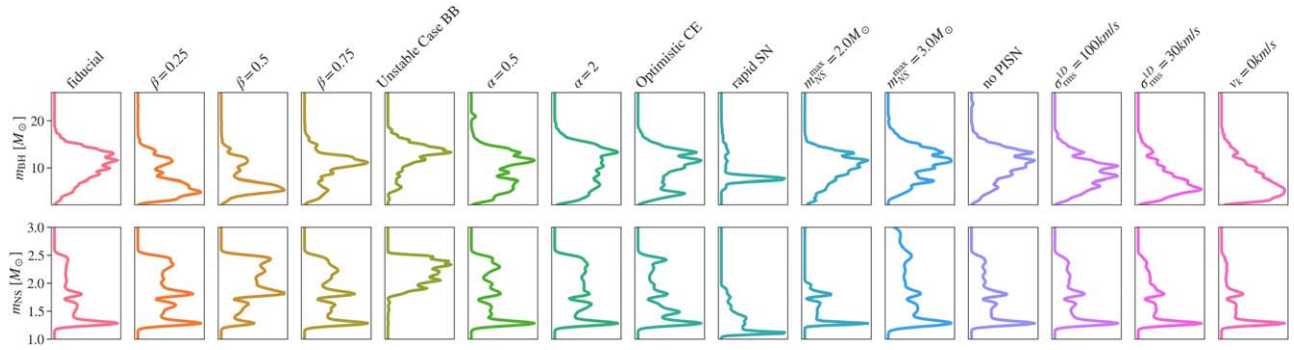 fiducial
β = 0.25
β = 0.5
β = 0.75
Unstable Case BB
α = 0.5
α = 2
Optimistic CE
rapid SN
m_NS^max = 2.0M⊙
m_NS^max = 3.0M⊙
no PISN
σ_rms^1D = 100km/s
σ_rms^1D = 30km/s
v_k = 0km/s
m_BH [M⊙]
20
10
m_NS [M⊙]
3.0
2.5
2.0
1.5
1.0